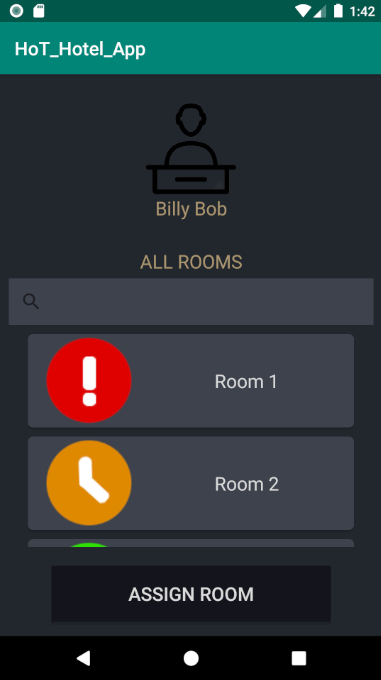 1:42
HoT_Hotel_App
Billy Bob
ALL ROOMS
Room 1
Room 2
ASSIGN ROOM